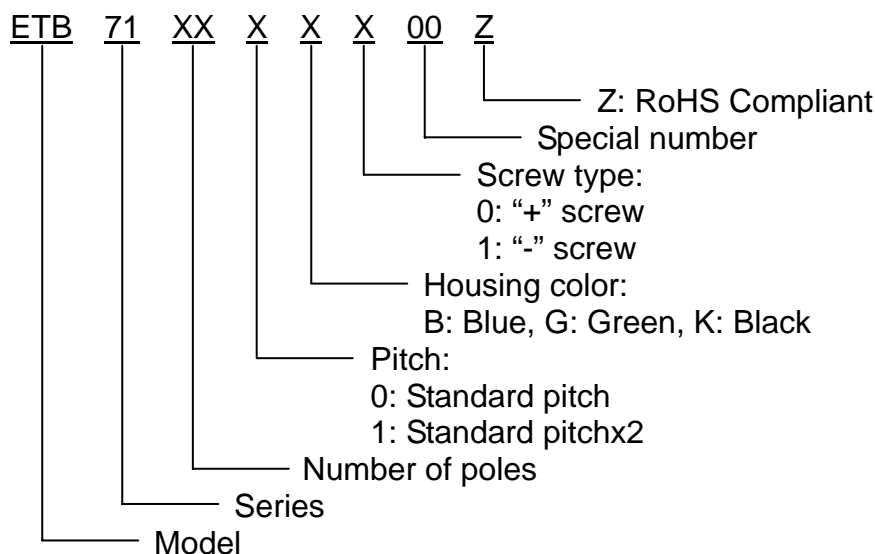 ETB 71 XX X X X 00 Z
Z: RoHS Compliant
Special number
Screw type:
0: “+” screw
1: “-” screw
Housing color:
B: Blue, G: Green, K: Black
Pitch:
0: Standard pitch
1: Standard pitchx2
Number of poles
Series
Model